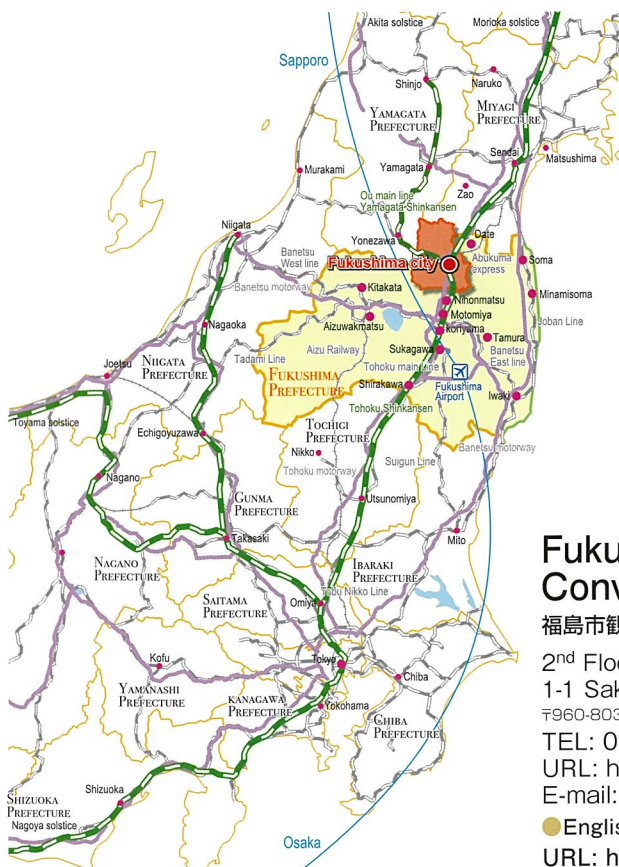 Akita solstice
Morioka solstice
Sapporo
Shinjo
Naruko
YAMAGATA
PREFECTURE
MIYAGI
PREFECTURE
Sendai
Matsushima
Murakami
Yamagata
Zao
Ou main line
Yamagata Shinkansen
Niigata
Yonezawa
Date
Banetsu
West line
Fukushima city
Abukuma
express
Soma
Banetsu motorway
Kitakata
Nihonmatsu
Minamisoma
Aizuwakmatsu
Motomiya
Joban Line
Nagaoka
Koriyama
Tamura
Tadami Line
Aizu Railway
Sukagawa
Banetsu
East line
NIIGATA
PREFECTURE
Joetsu
FUKUSHIMA
PREFECTURE
Tohoku main Line
Shirakawa
Fukushima
Airport
Iwaki
Toyama solstice
Tohoku Shinkansen
Echigoyuzawa
TOCHIGI
PREFECTURE
Banetsu motorway
Nikko
Tohoku motorway
Suigun Line
Nagano
GUNMA
PREFECTURE
Utsunomiya
Takasaki
Mito
NAGANO
PREFECTURE
IBARAKI
PREFECTURE
SAITAMA
PREFECTURE
Omiya
Tobu Nikko Line
Kofu
Tokyo
Chiba
YAMANASHI
PREFECTURE
KANAGAWA
PREFECTURE
Yokohama
CHIBA
PREFECTURE
Shizuoka
SHIZUOKA
PREFECTURE
Nagoya solstice
Osaka
Fuku
Conv
福島市観
2nd Floo
1-1 Sak
〒960-803
TEL: 0
URL: h
E-mail:
Englis
URL: h